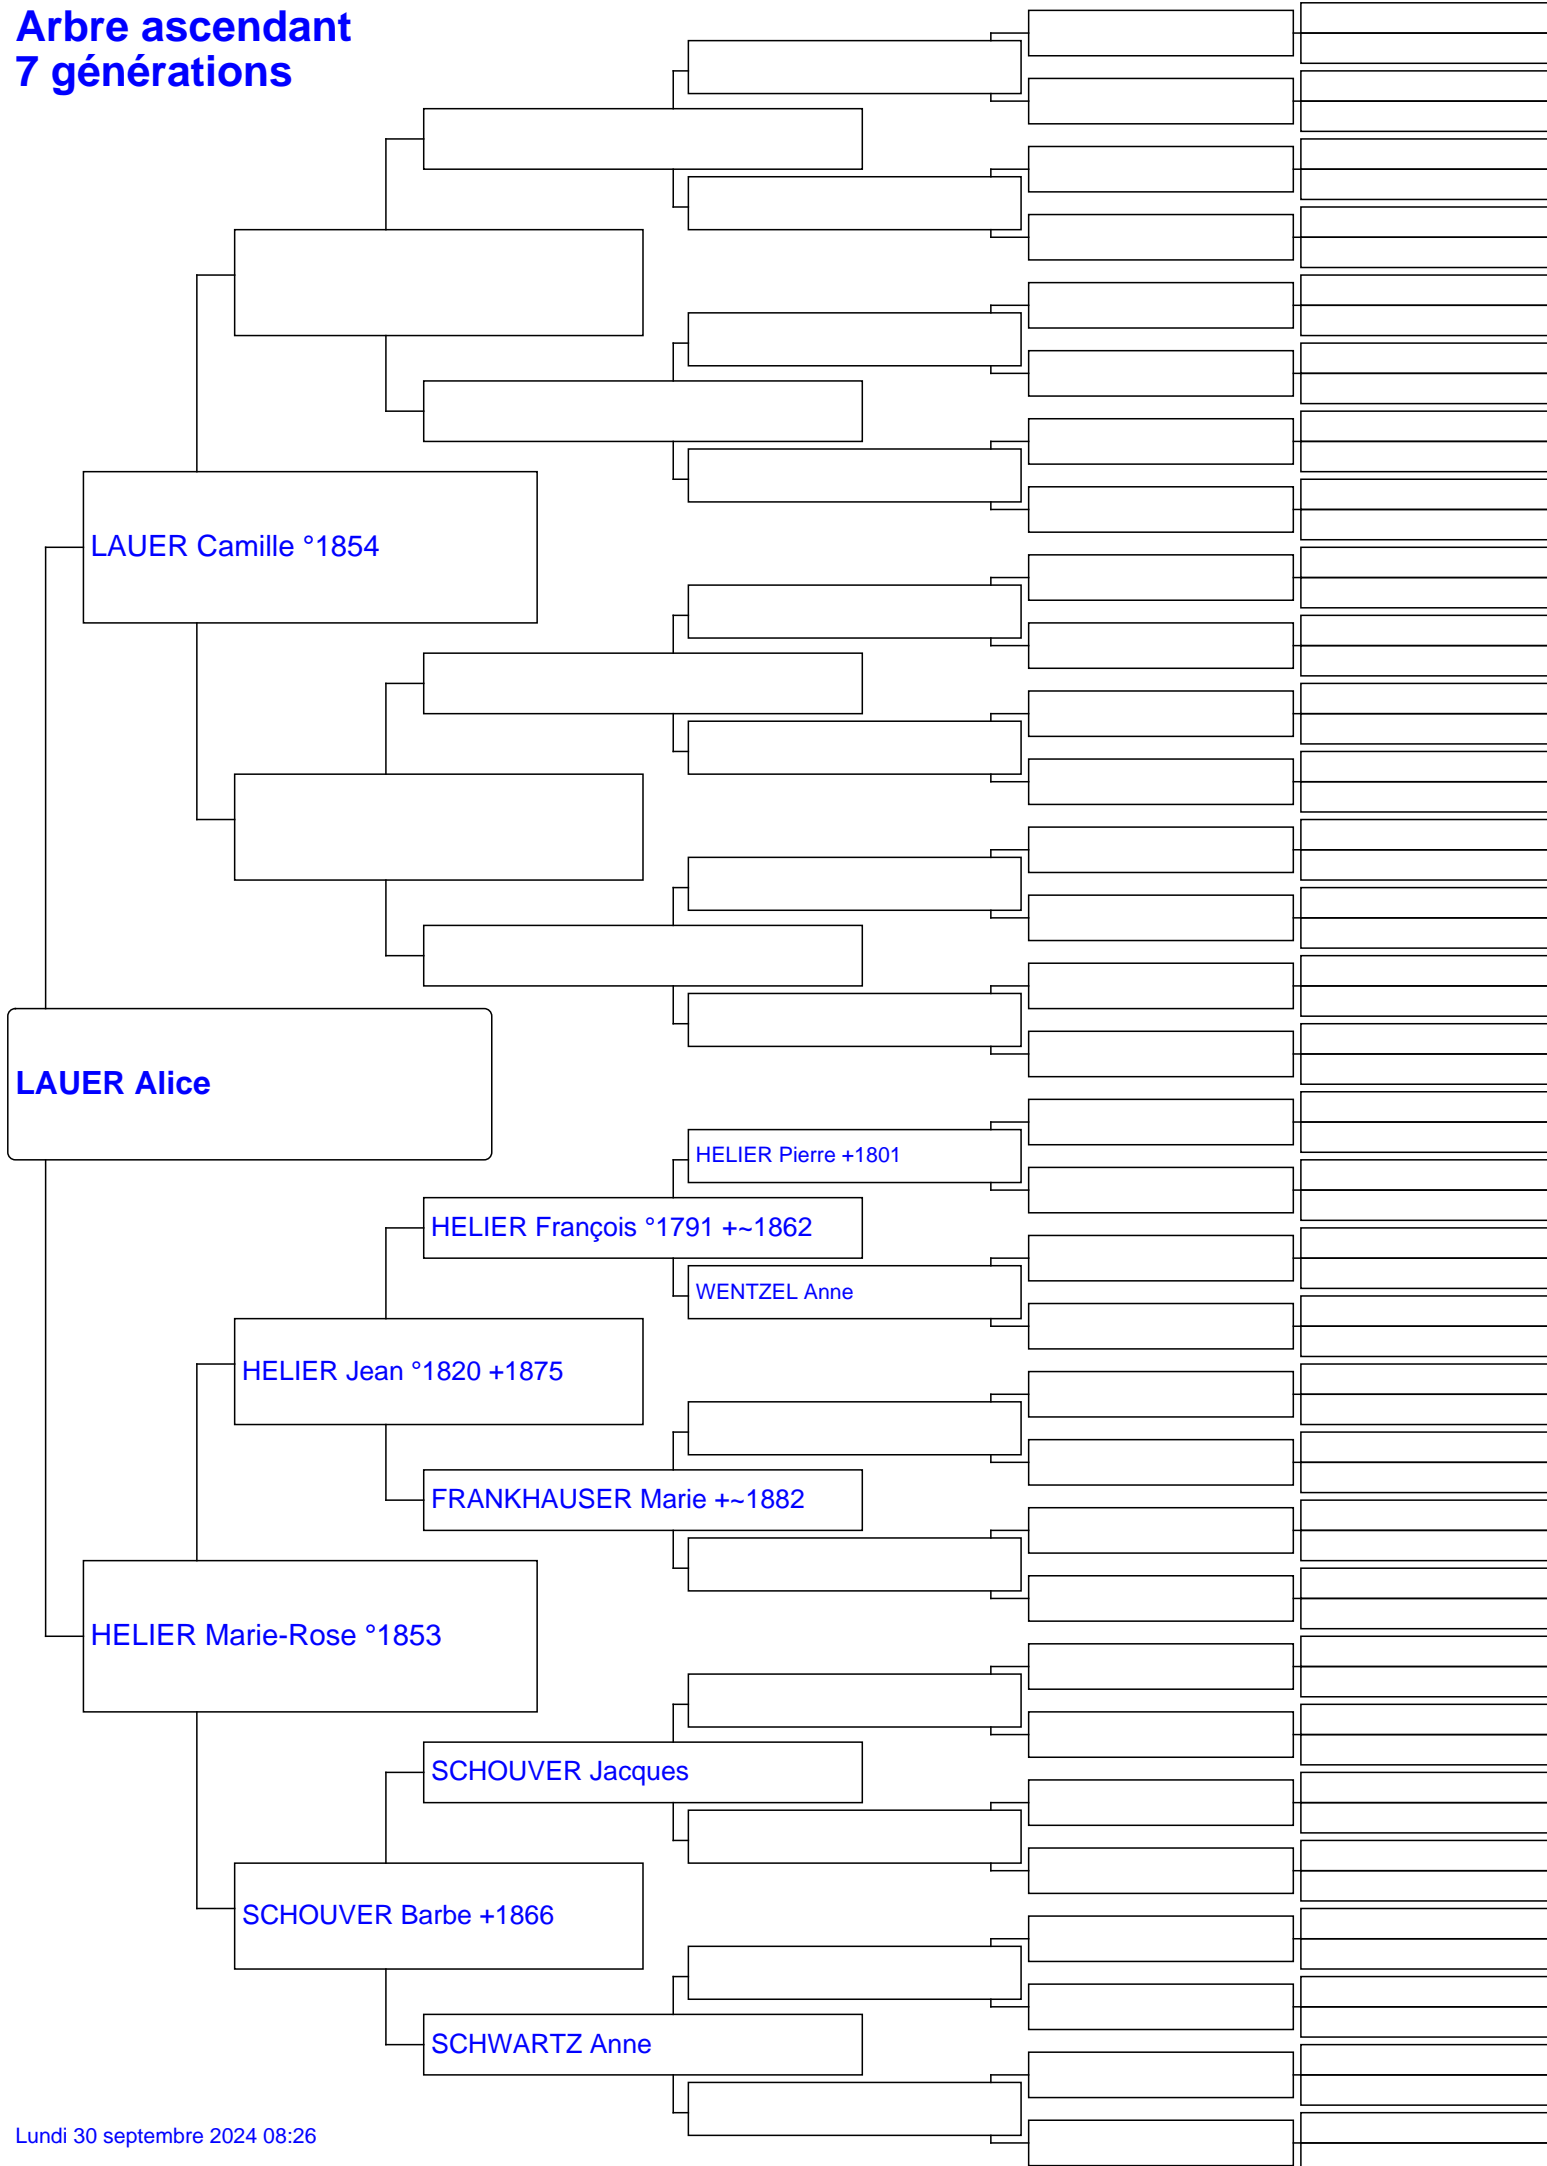 Arbre ascendant
7 générations
LAUER Camille °1854
LAUER Alice
HELIER Pierre +1801
HELIER François °1791 +~1862
WENTZEL Anne
HELIER Jean °1820 +1875
FRANKHAUSER Marie +~1882
HELIER Marie-Rose °1853
SCHOUVER Jacques
SCHOUVER Barbe +1866
SCHWARTZ Anne
Lundi 30 septembre 2024 08:26